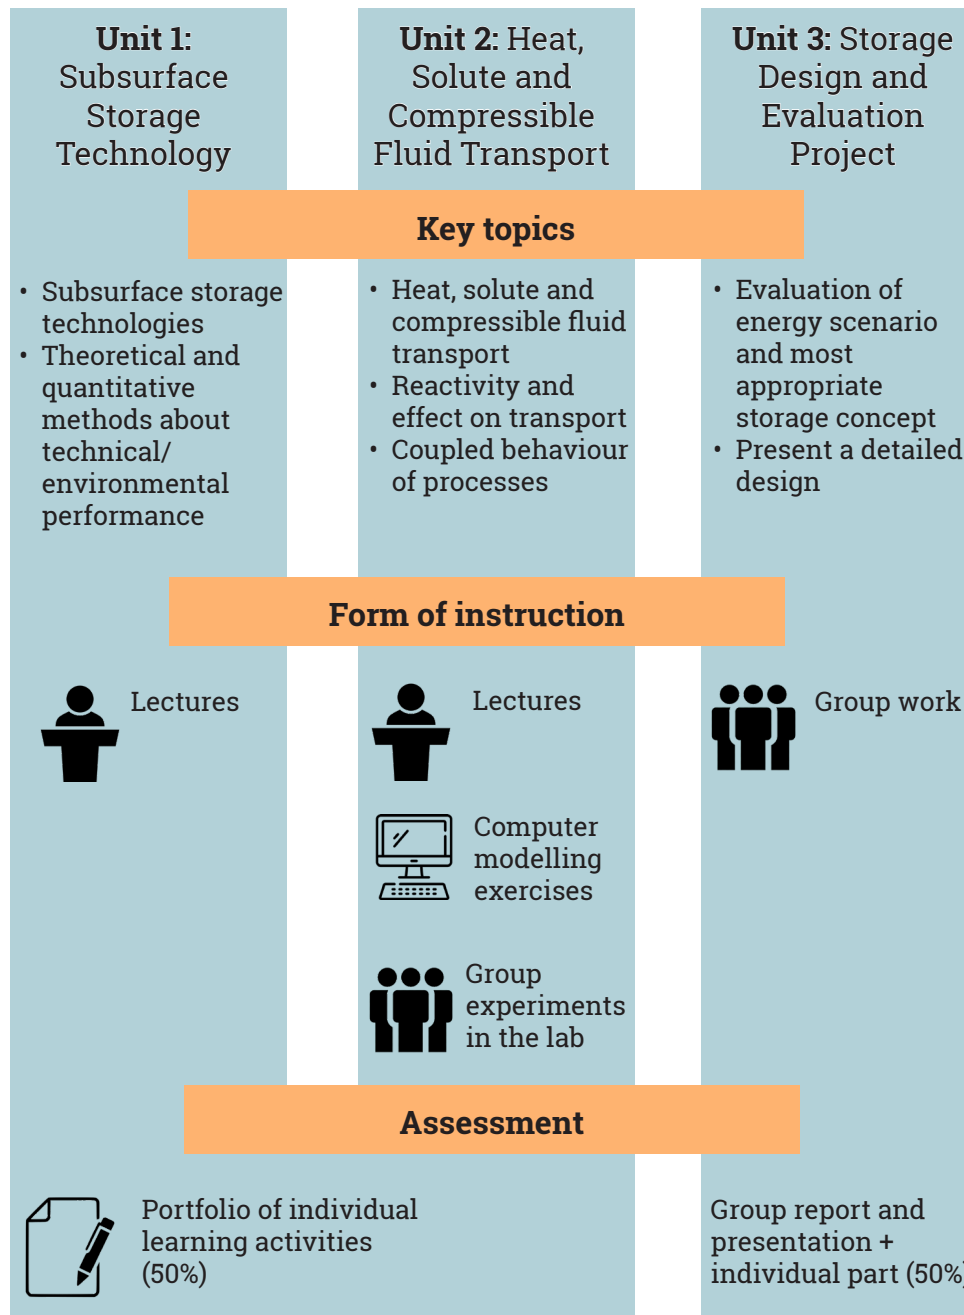 Unit 1:
Subsurface
Storage
Technology
Unit 2: Heat,
Solute and
Compressible
Fluid Transport
Unit 3: Storage
Design and
Evaluation
Project
Key topics
• Subsurface storage
technologies
• Theoretical and
quantitative
methods about
technical/
environmental
performance
• Heat, solute and
compressible fluid
transport
• Reactivity and
effect on transport
• Coupled behaviour
of processes
• Evaluation of
energy scenario
and most
appropriate
storage concept
• Present a detailed
design
Form of instruction
Lectures
Lectures
Computer
modelling
exercises
Group
experiments
in the lab
Group work
Assessment
Portfolio of individual
learning activities
(50%)
Group report and
presentation +
individual part (50%)